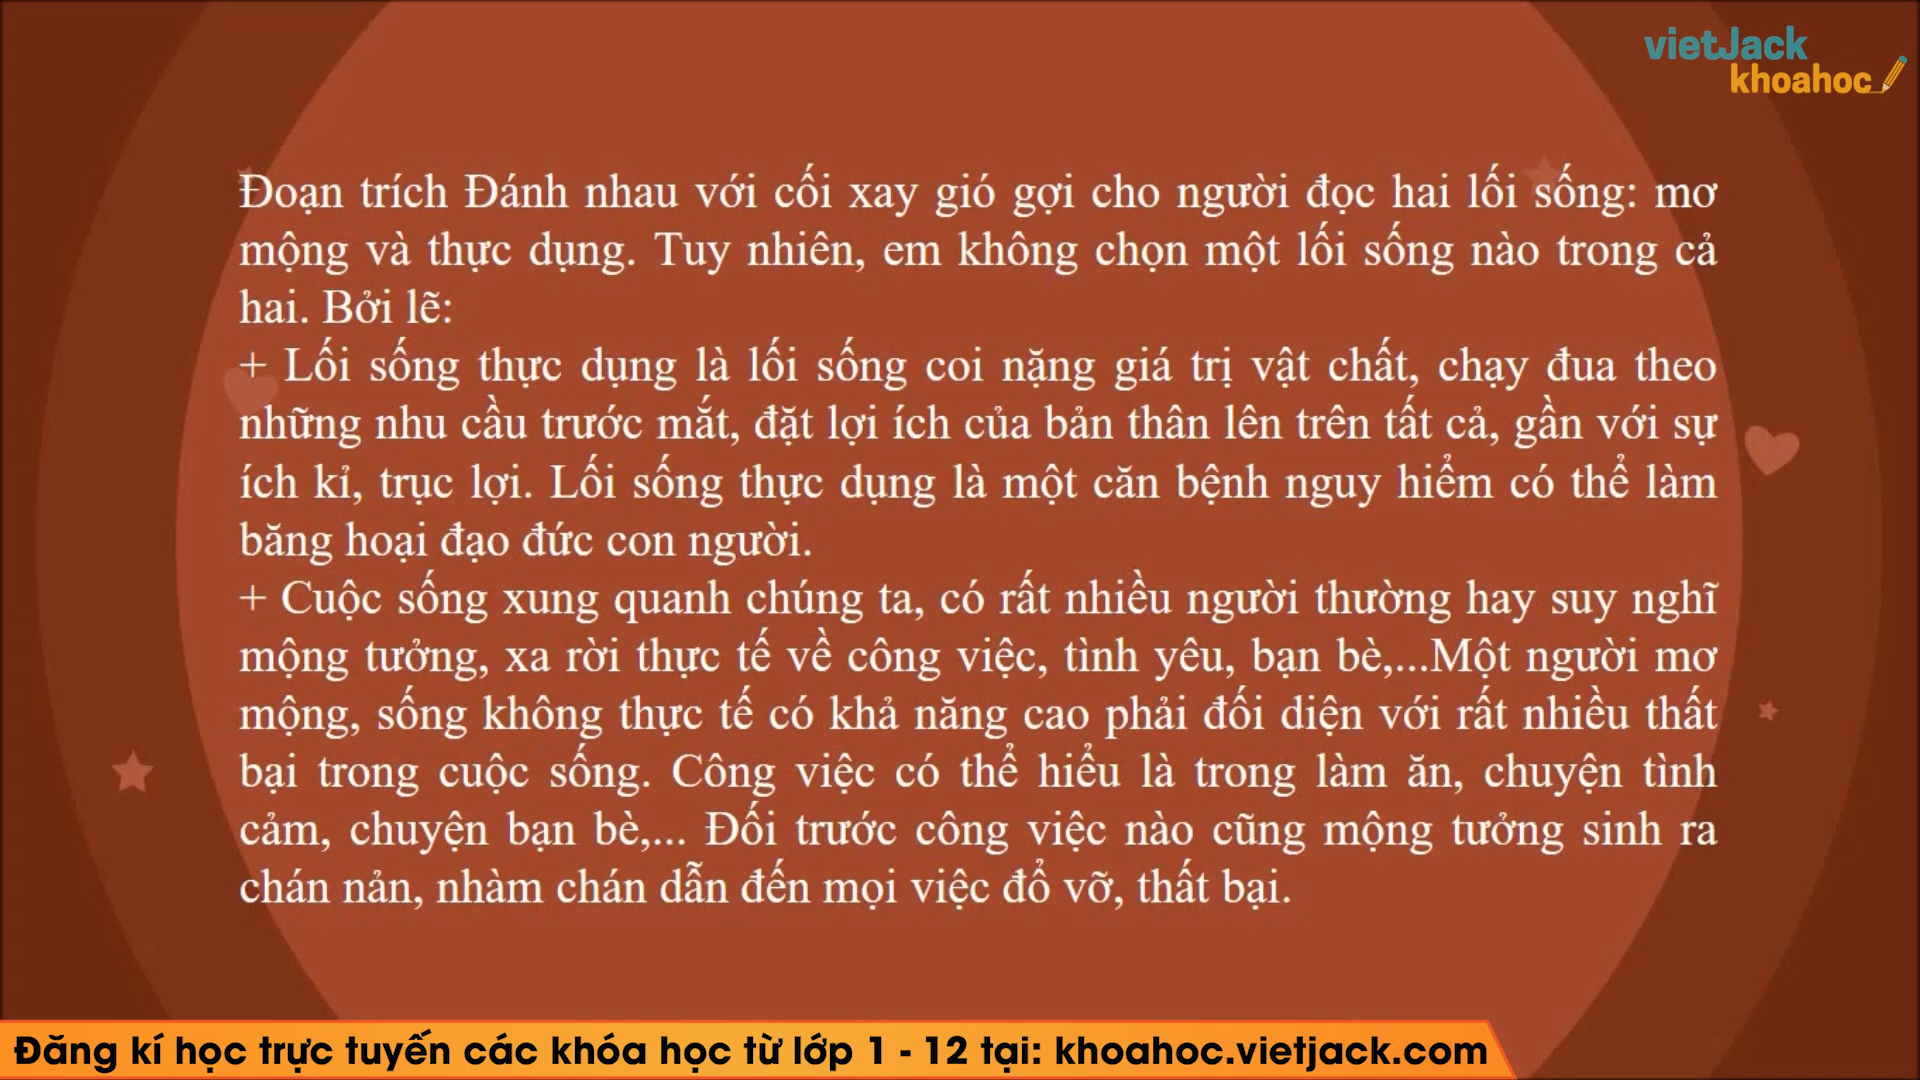 vietJack
khoahoc
Đoạn trích Đánh nhau với cối xay gió gợi cho người đọc hai lối sống: mơ
mộng và thực dụng. Tuy nhiên, em không chọn một lối sống nào trong cả
hai. Bởi lẽ:
+ Lối sống thực dụng là lối sống coi nặng giá trị vật chất, chạy đua theo
những nhu cầu trước mắt, đặt lợi ích của bản thân lên trên tất cả, gần với sự
ích kỉ, trục lợi. Lối sống thực dụng là một căn bệnh nguy hiểm có thể làm
băng hoại đạo đức con người.
+ Cuộc sống xung quanh chúng ta, có rất nhiều người thường hay suy nghĩ
mộng tưởng, xa rời thực tế về công việc, tình yêu, bạn bè,...Một người mơ
mộng, sống không thực tế có khả năng cao phải đối diện với rất nhiều thất
bại trong cuộc sống. Công việc có thể hiểu là trong làm ăn, chuyện tình
cảm, chuyện bạn bè,... Đối trước công việc nào cũng mộng tưởng sinh ra
chán nản, nhàm chán dẫn đến mọi việc đổ vỡ, thất bại.
Đăng kí học trực tuyến các khóa học từ lớp 1 - 12 tại: khoahoc.vietjack.com